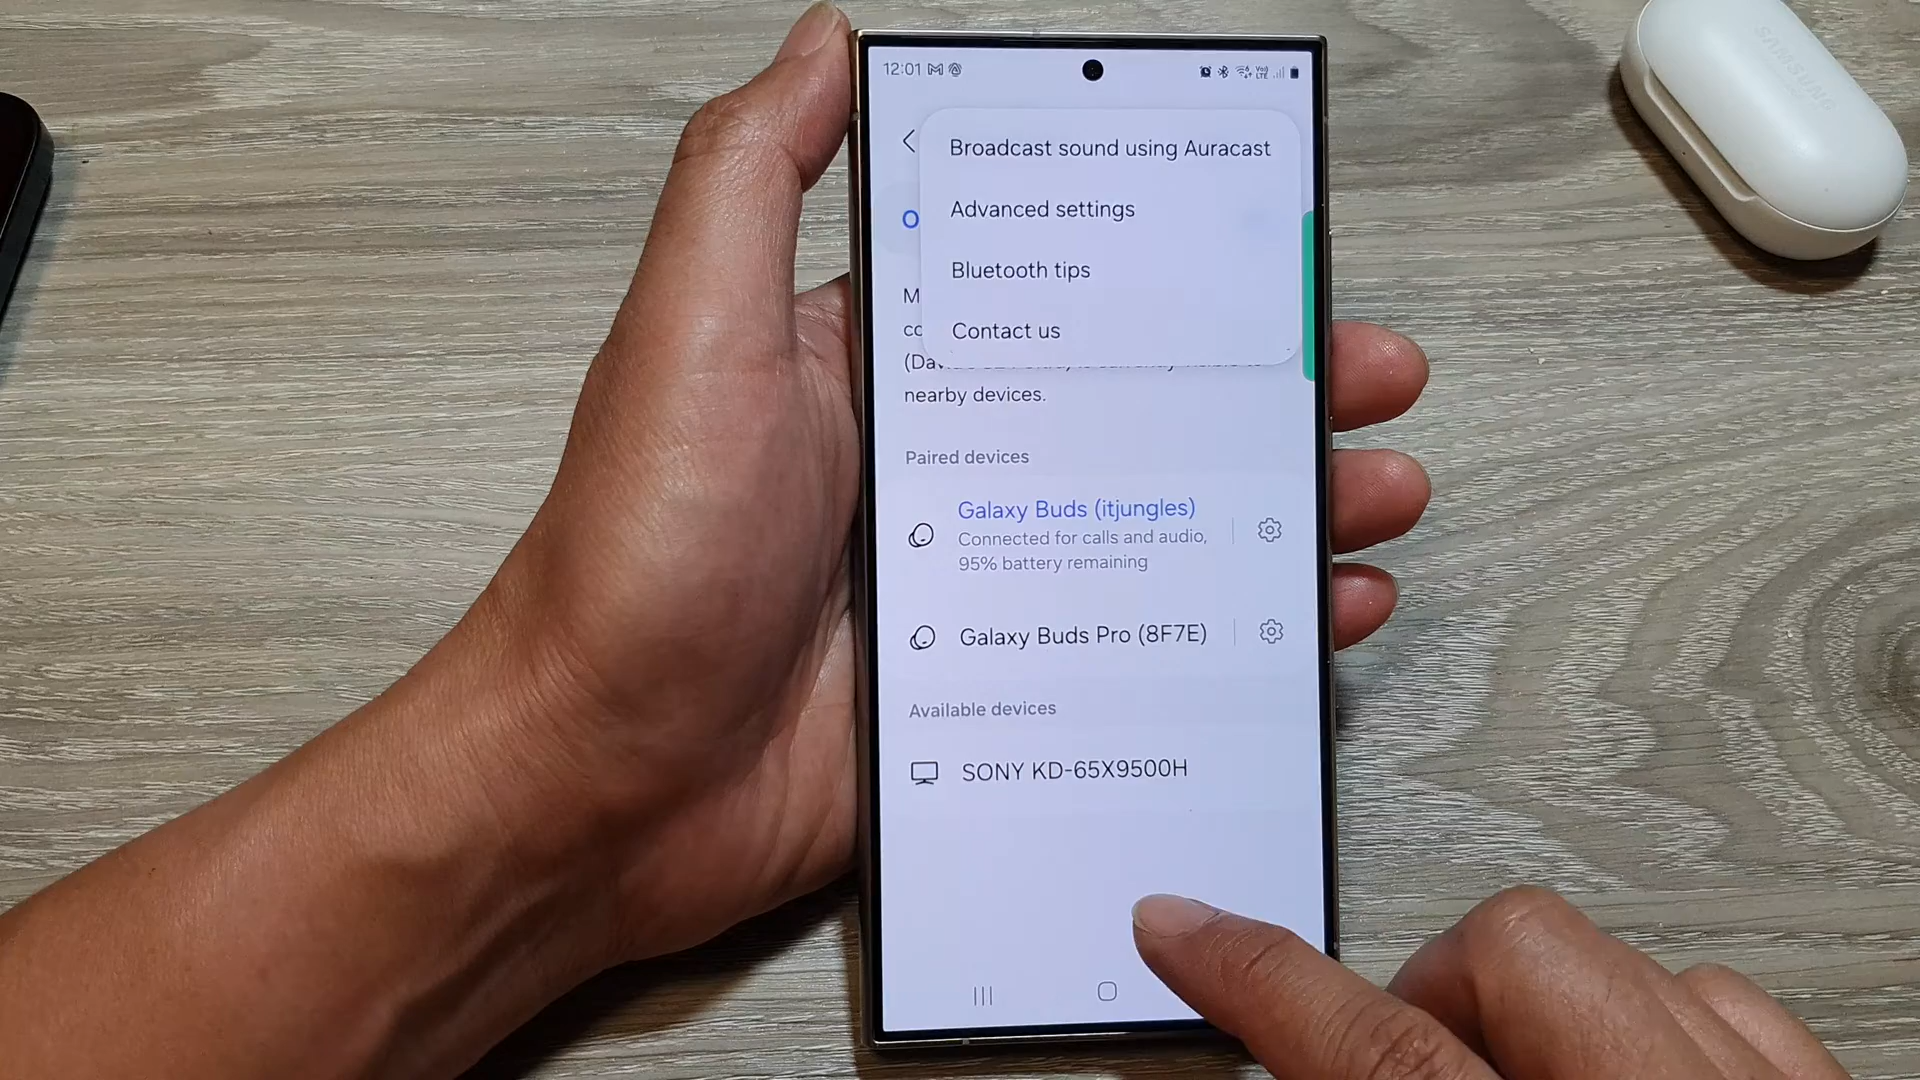 12:01
Broadcast sound using Auracast
O
Advanced settings
Bluetooth tips
M
Contact us
nearby devices.
Paired devices
Galaxy Buds (itjungles)
Connected for calls and audio,
95% battery remaining
Galaxy Buds Pro (8F7E)
Available devices
SONY KD-65X9500H
SAMSUNG